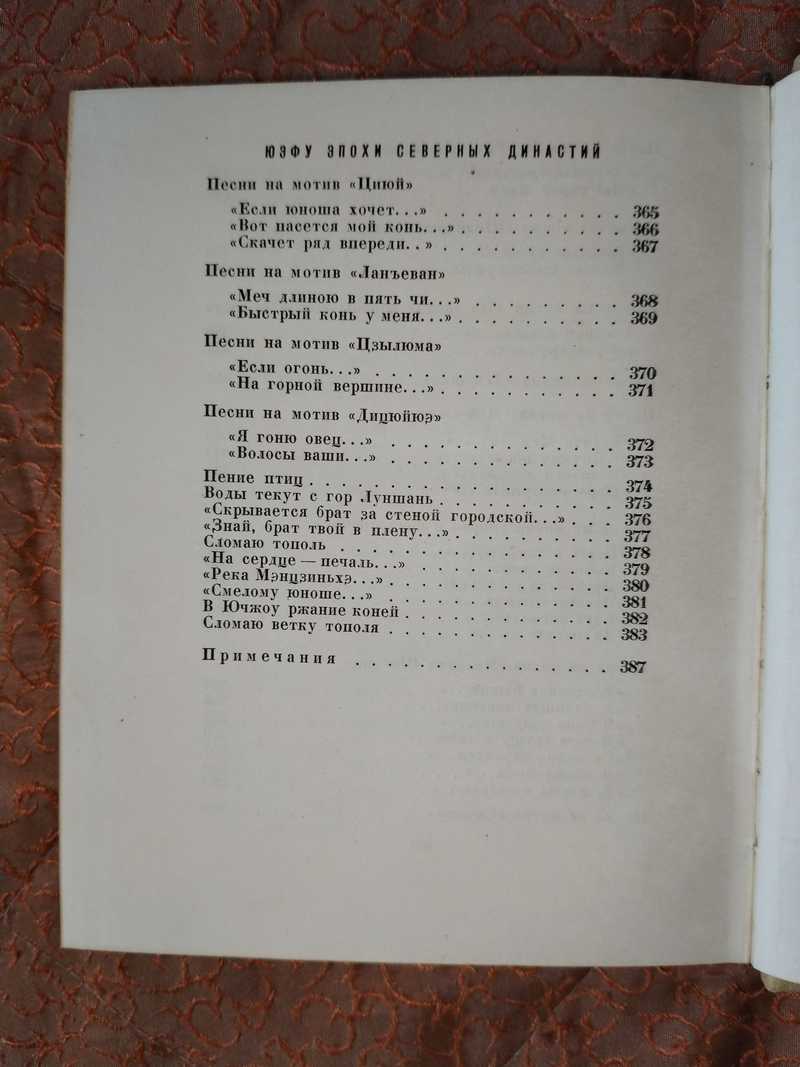 ЮЭФУ ЭПОХИ СЕВЕРНЫХ ДИНАСТИЙ
Песни на мотив «Циюй»
«Если юноша хочет...» . . . . . . . . . . . 365
«Вот пасется мой конь...» . . . . . . . . . . 366
«Скачет ряд впереди..» . . . . . . . . . . . 367
Песни на мотив «Ланъеван»
«Меч длиною в пять чи...» . . . . . . . . . 368
«Быстрый конь у меня...» . . . . . . . . . . 369
Песни на мотив «Цзылюма»
«Если огонь...» . . . . . . . . . . . . . . . 370
«На горной вершине...» . . . . . . . . . . . 371
Песни на мотив «Дицюйюэ»
«Я гоню овец...» . . . . . . . . . . . . . . 372
«Волосы ваши...» . . . . . . . . . . . . . . 373
Пение птиц . . . . . . . . . . . . . . . . . . 374
Воды текут с гор Луншань . . . . . . . . . . . 375
«Скрывается брат за стеной городской...» . . . 376
«Знай, брат твой в плену...» . . . . . . . . . . 377
Сломаю тополь . . . . . . . . . . . . . . . . 378
«На сердце — печаль...» . . . . . . . . . . . . 379
«Река Мэнцзиньхэ...» . . . . . . . . . . . . . 380
«Смелому юноше...» . . . . . . . . . . . . . . 381
В Ючжоу ржание коней . . . . . . . . . . . . . 382
Сломаю ветку тополя . . . . . . . . . . . . . . 383
Примечания . . . . . . . . . . . . . . . . 387